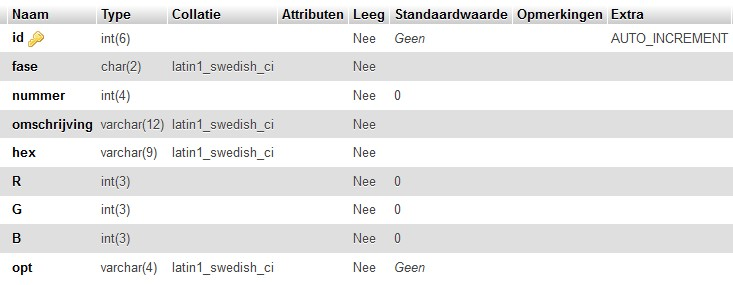 Naam Type Collatie Attributen Leeg Standaardwaarde Opmerkingen Extra
id int(6) Nee Geen AUTO_INCREMENT
fase char(2) latin1_swedish_ci Nee
nummer int(4) Nee 0
omschrijving varchar(12) latin1_swedish_ci Nee
hex varchar(9) latin1_swedish_ci Nee
R int(3) Nee 0
G int(3) Nee 0
B int(3) Nee 0
opt varchar(4) latin1_swedish_ci Nee Geen